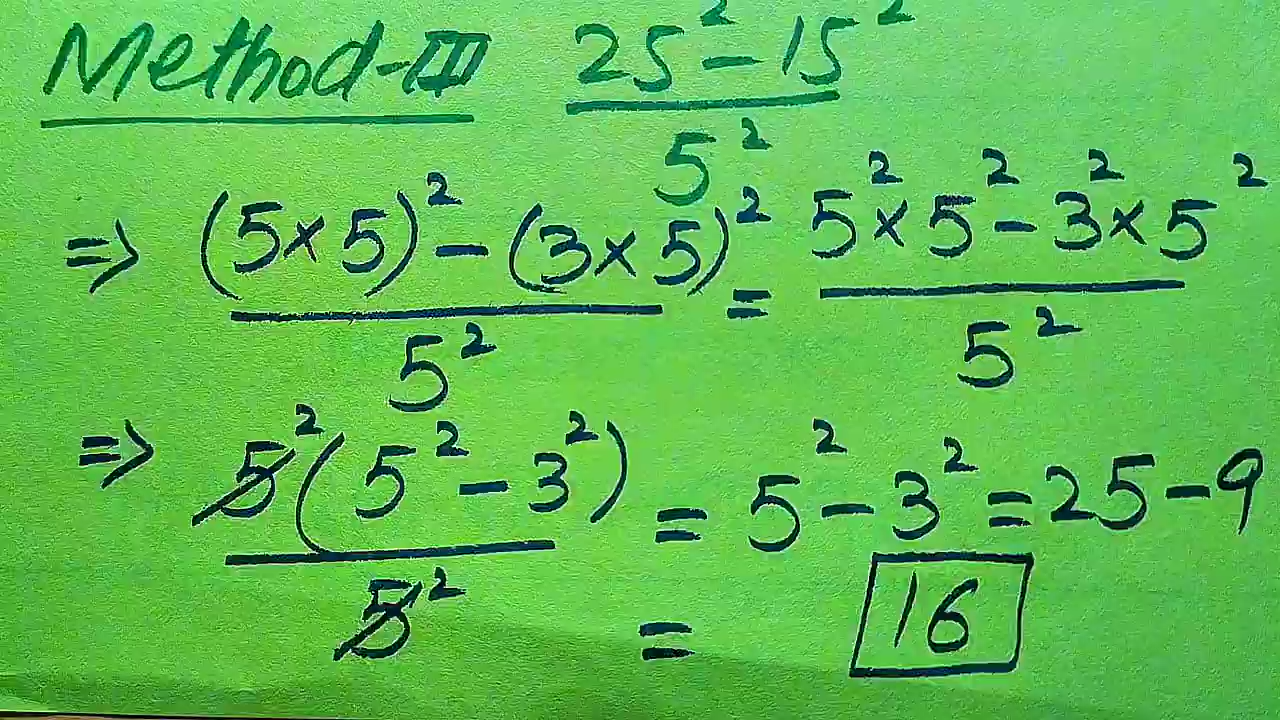 Method-III 25² - 15²
5²
⇒ (5×5)² - (3×5)² = 5²×5² - 3²×5²
5² 5²
⇒ 5²(5² - 3²) = 5² - 3² = 25 - 9
5² = 16